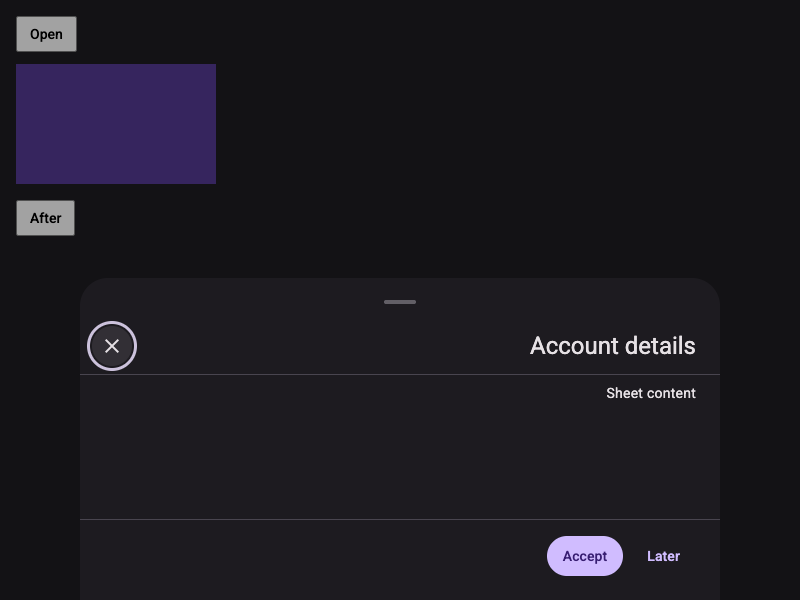 Open
After
Account details
Sheet content
Accept
Later